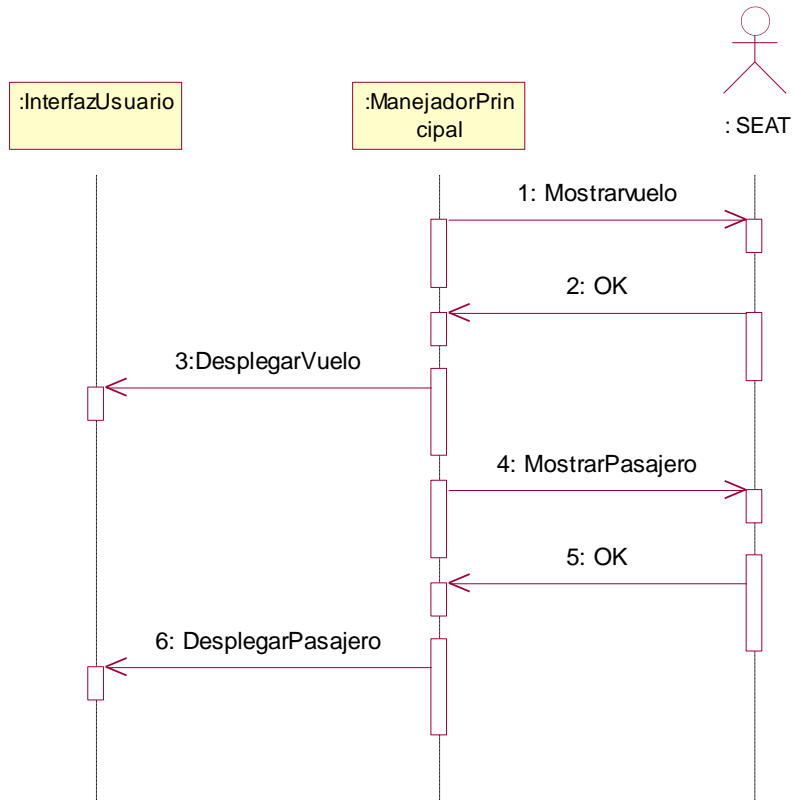 :InterfazUsuario
:ManejadorPrin
cipal
: SEAT
1: Mostrarvuelo
2: OK
3:DesplegarVuelo
4: MostrarPasajero
5: OK
6: DesplegarPasajero